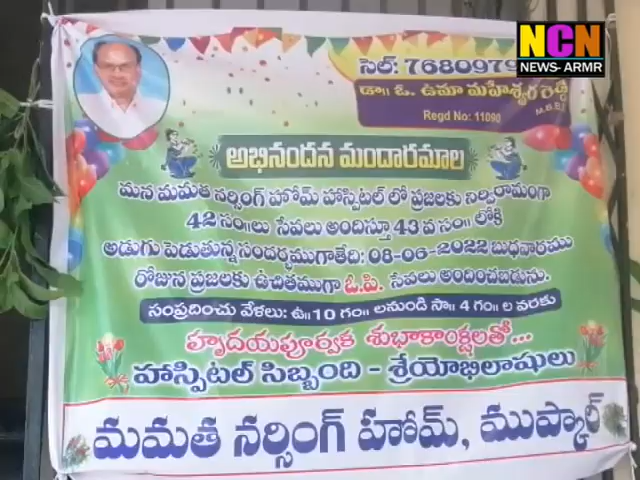 NCN
NEWS- ARMR
సెల్: 7680979
డా॥ ఓ. ఉమా మహేశ్వర రెడ్డి
M.B.B.S
Regd No: 11090
అభినందన మందారమాల
మన మమత నర్సింగ్ హోమ్ హాస్పిటల్ లో ప్రజలకు నిర్విరామంగా
42 సం॥లు సేవలు అందిస్తూ 43 వ సం॥ లోకి
అడుగుపెడుతున్న సందర్భముగా తేది: 08-06-2022 బుధవారము
రోజున ప్రజలకు ఉచితముగా ఓ.పి. సేవలు అందించబడును.
సంప్రదించు వేళలు: ఉ॥ 10 గం॥ లనుండి సా॥ 4 గం॥ ల వరకు
హృదయపూర్వక శుభాకాంక్షలతో...
హాస్పిటల్ సిబ్బంది - శ్రేయోభిలాషులు
మమత నర్సింగ్ హోమ్, ముప్కాల్